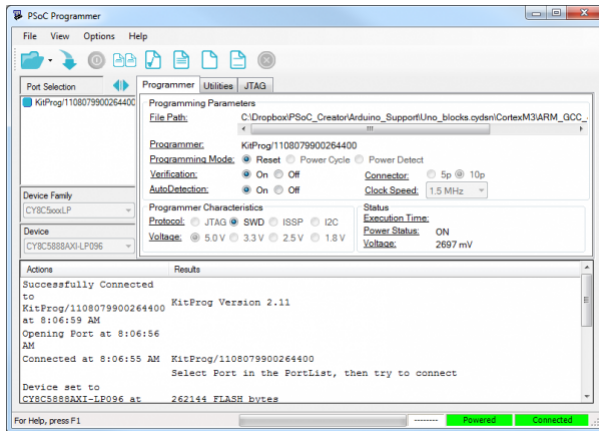 PSoC Programmer
File View Options Help
Port Selection
Programmer Utilities JTAG
KitProg/1108079900264400
Programming Parameters
File Path: C:\Dropbox\PSoC_Creator\Arduino_Support\Uno_blocks.cydsn\CortexM3\ARM_GCC_
Programmer: KitProg/1108079900264400
Programming Mode: Reset Power Cycle Power Detect
Verification: On Off Connector: 5p 10p
AutoDetection: On Off Clock Speed: 1.5 MHz
Device Family
CY8C5xxxLP
Device
CY8C5888AXI-LP096
Programmer Characteristics
Protocol: JTAG SWD ISSP I2C
Voltage: 5.0 V 3.3 V 2.5 V 1.8 V
Status
Execution Time:
Power Status: ON
Voltage: 2697 mV
Actions Results
Successfully Connected
to
KitProg/1108079900264400 KitProg Version 2.11
at 8:06:59 AM
Opening Port at 8:06:56
AM
Connected at 8:06:55 AM KitProg/1108079900264400
Select Port in the PortList, then try to connect
Device set to
CY8C5888AXI-LP096 at 262144 FLASH bytes
For Help, press F1
Powered Connected